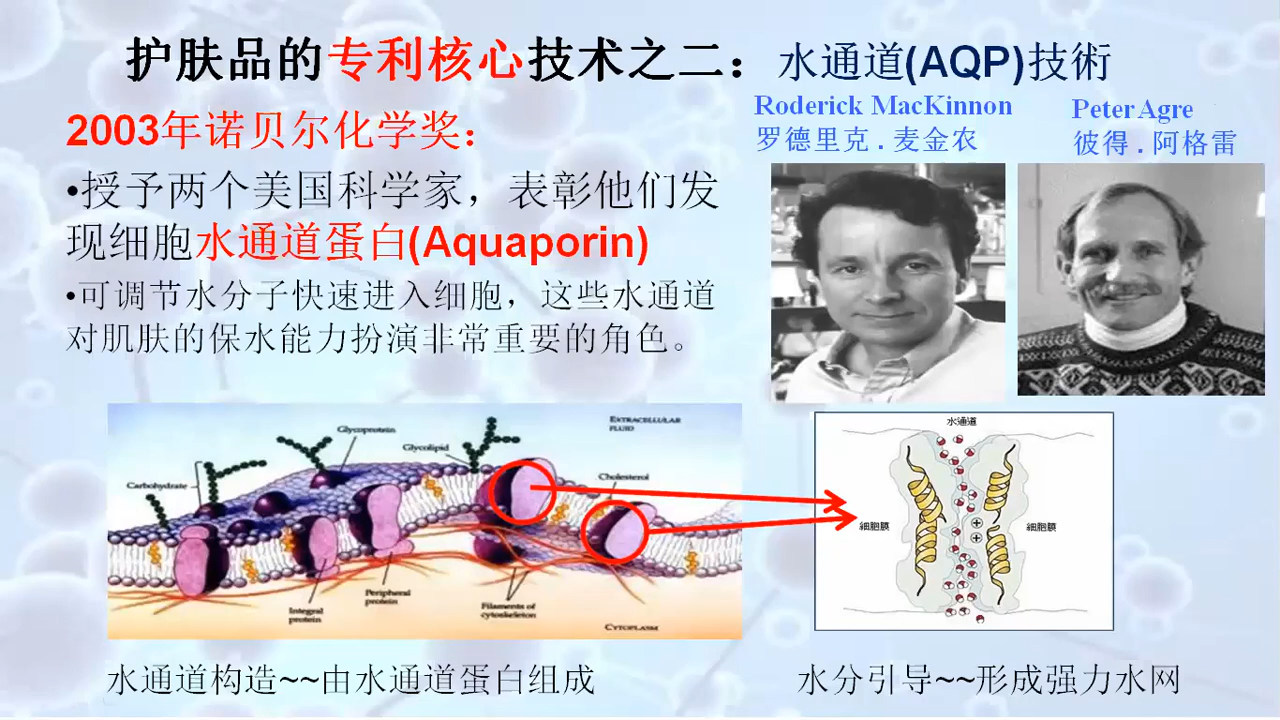 护肤品的专利核心技术之二：水通道(AQP)技術
Roderick MacKinnon
罗德里克.麦金农
Peter Agre
彼得.阿格雷
2003年诺贝尔化学奖：
•授予两个美国科学家，表彰他们发
现细胞水通道蛋白(Aquaporin)
•可调节水分子快速进入细胞，这些水通道
对肌肤的保水能力扮演非常重要的角色。
Glycoprotein
EXTRACELLULAR
FLUID
Glycolipid
Carbohydrate
Cholesterol
Peripheral
protein
Integral
protein
Filaments of
cytoskeleton
CYTOPLASM
水通道
細胞膜
細胞膜
水通道构造~~由水通道蛋白组成
水分引导~~形成强力水网